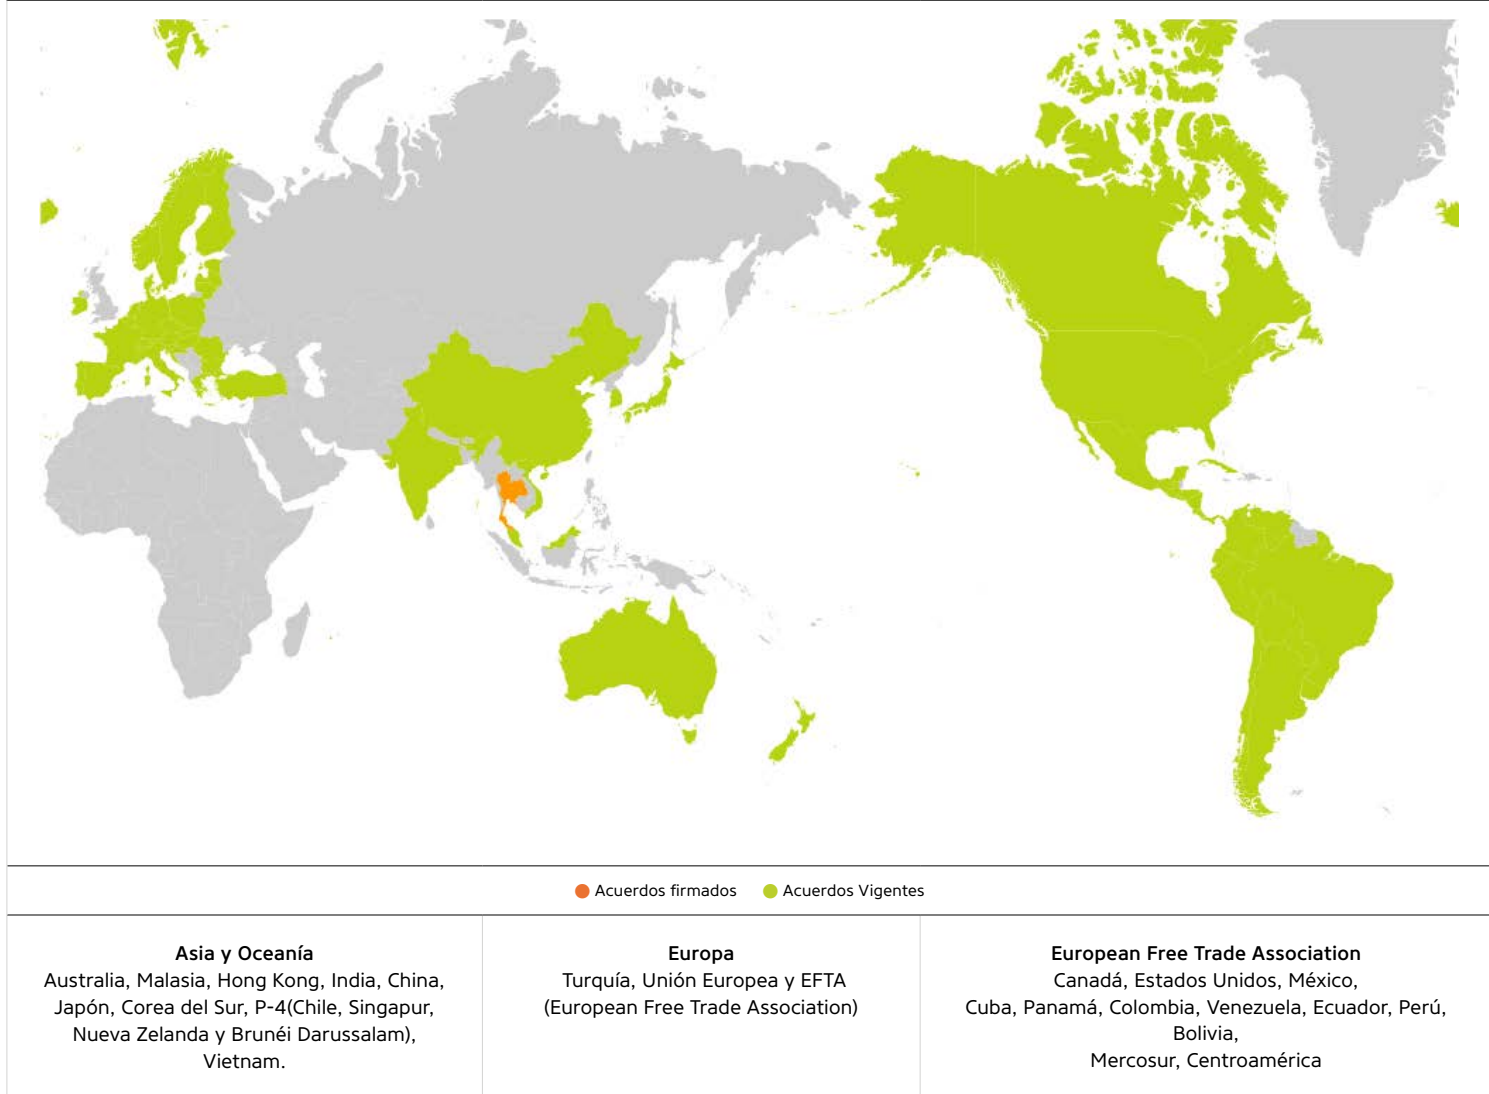 Acuerdos firmados
Acuerdos Vigentes
Asia y Oceanía
Australia, Malasia, Hong Kong, India, China,
Japón, Corea del Sur, P-4(Chile, Singapur,
Nueva Zelanda y Brunéi Darussalam),
Vietnam.
Europa
Turquía, Unión Europea y EFTA
(European Free Trade Association)
European Free Trade Association
Canadá, Estados Unidos, México,
Cuba, Panamá, Colombia, Venezuela, Ecuador, Perú,
Bolivia,
Mercosur, Centroamérica